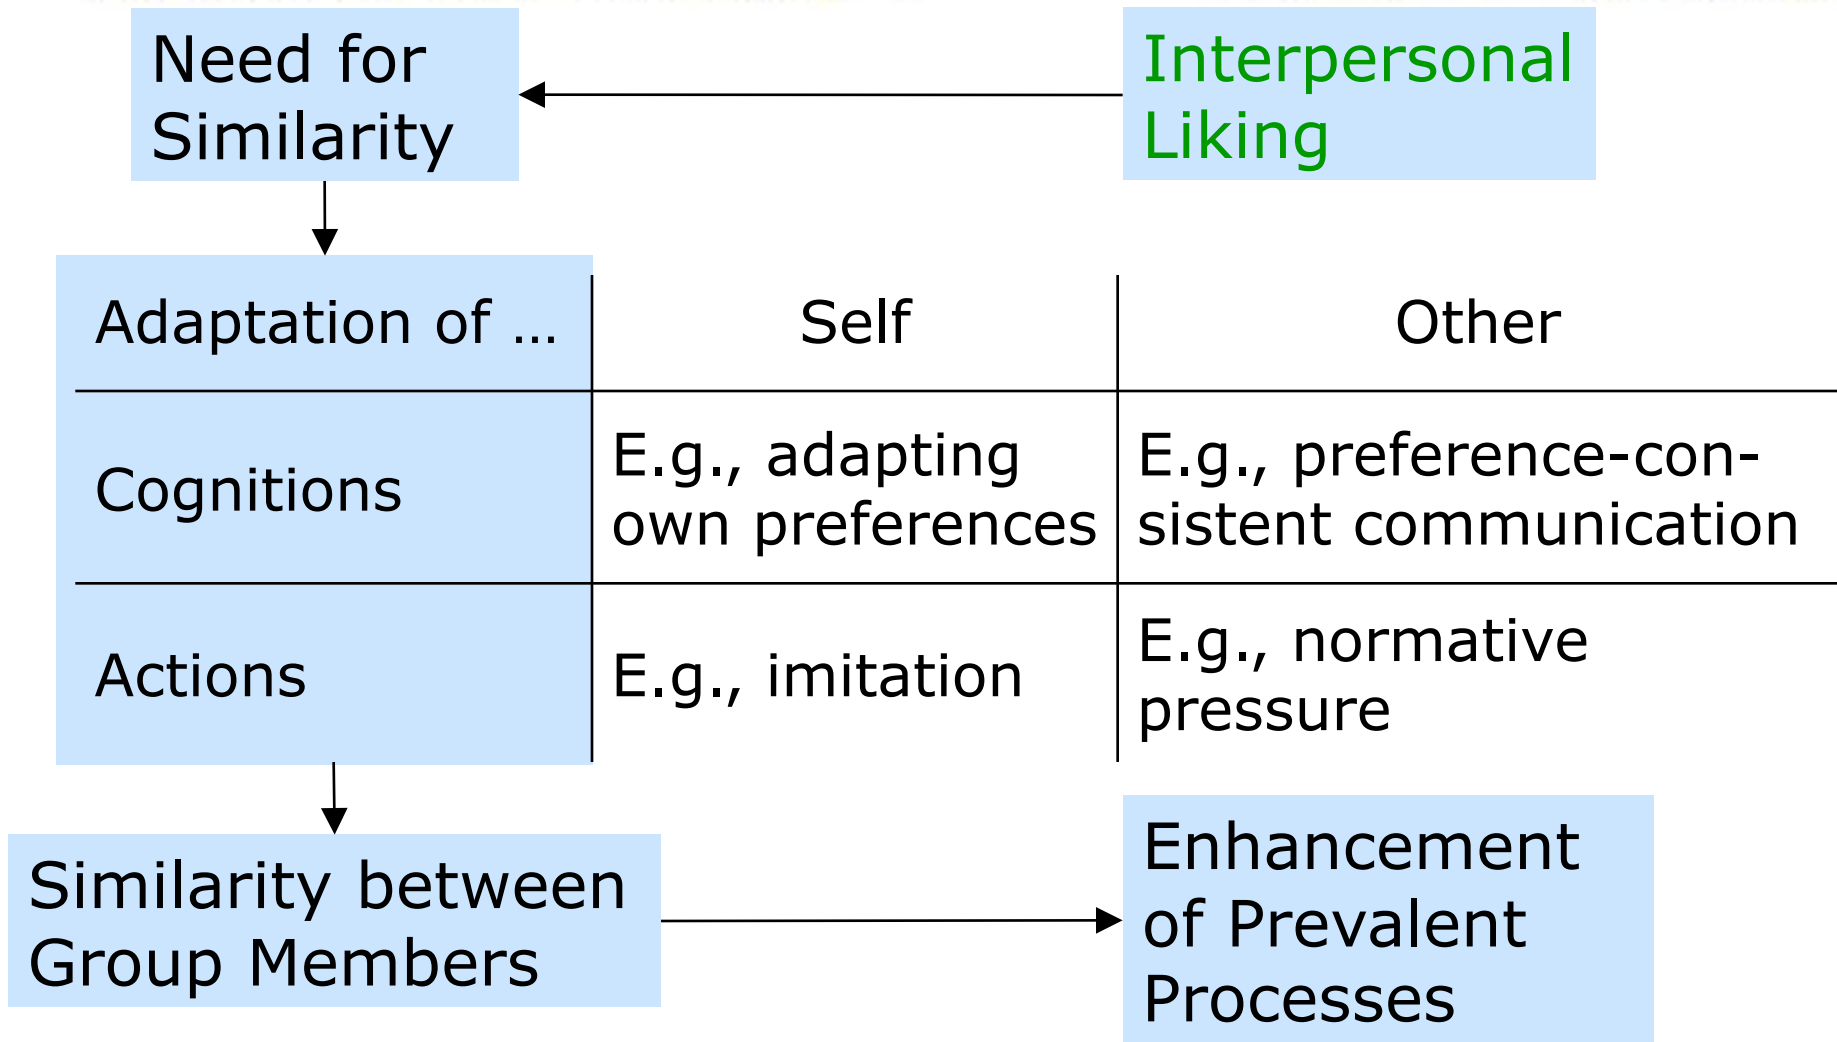 Need for
Similarity
Interpersonal
Liking
Adaptation of ...
Self
Other
Cognitions
E.g., adapting
own preferences
E.g., preference-con-
sistent communication
Actions
E.g., imitation
E.g., normative
pressure
Similarity between
Group Members
Enhancement
of Prevalent
Processes